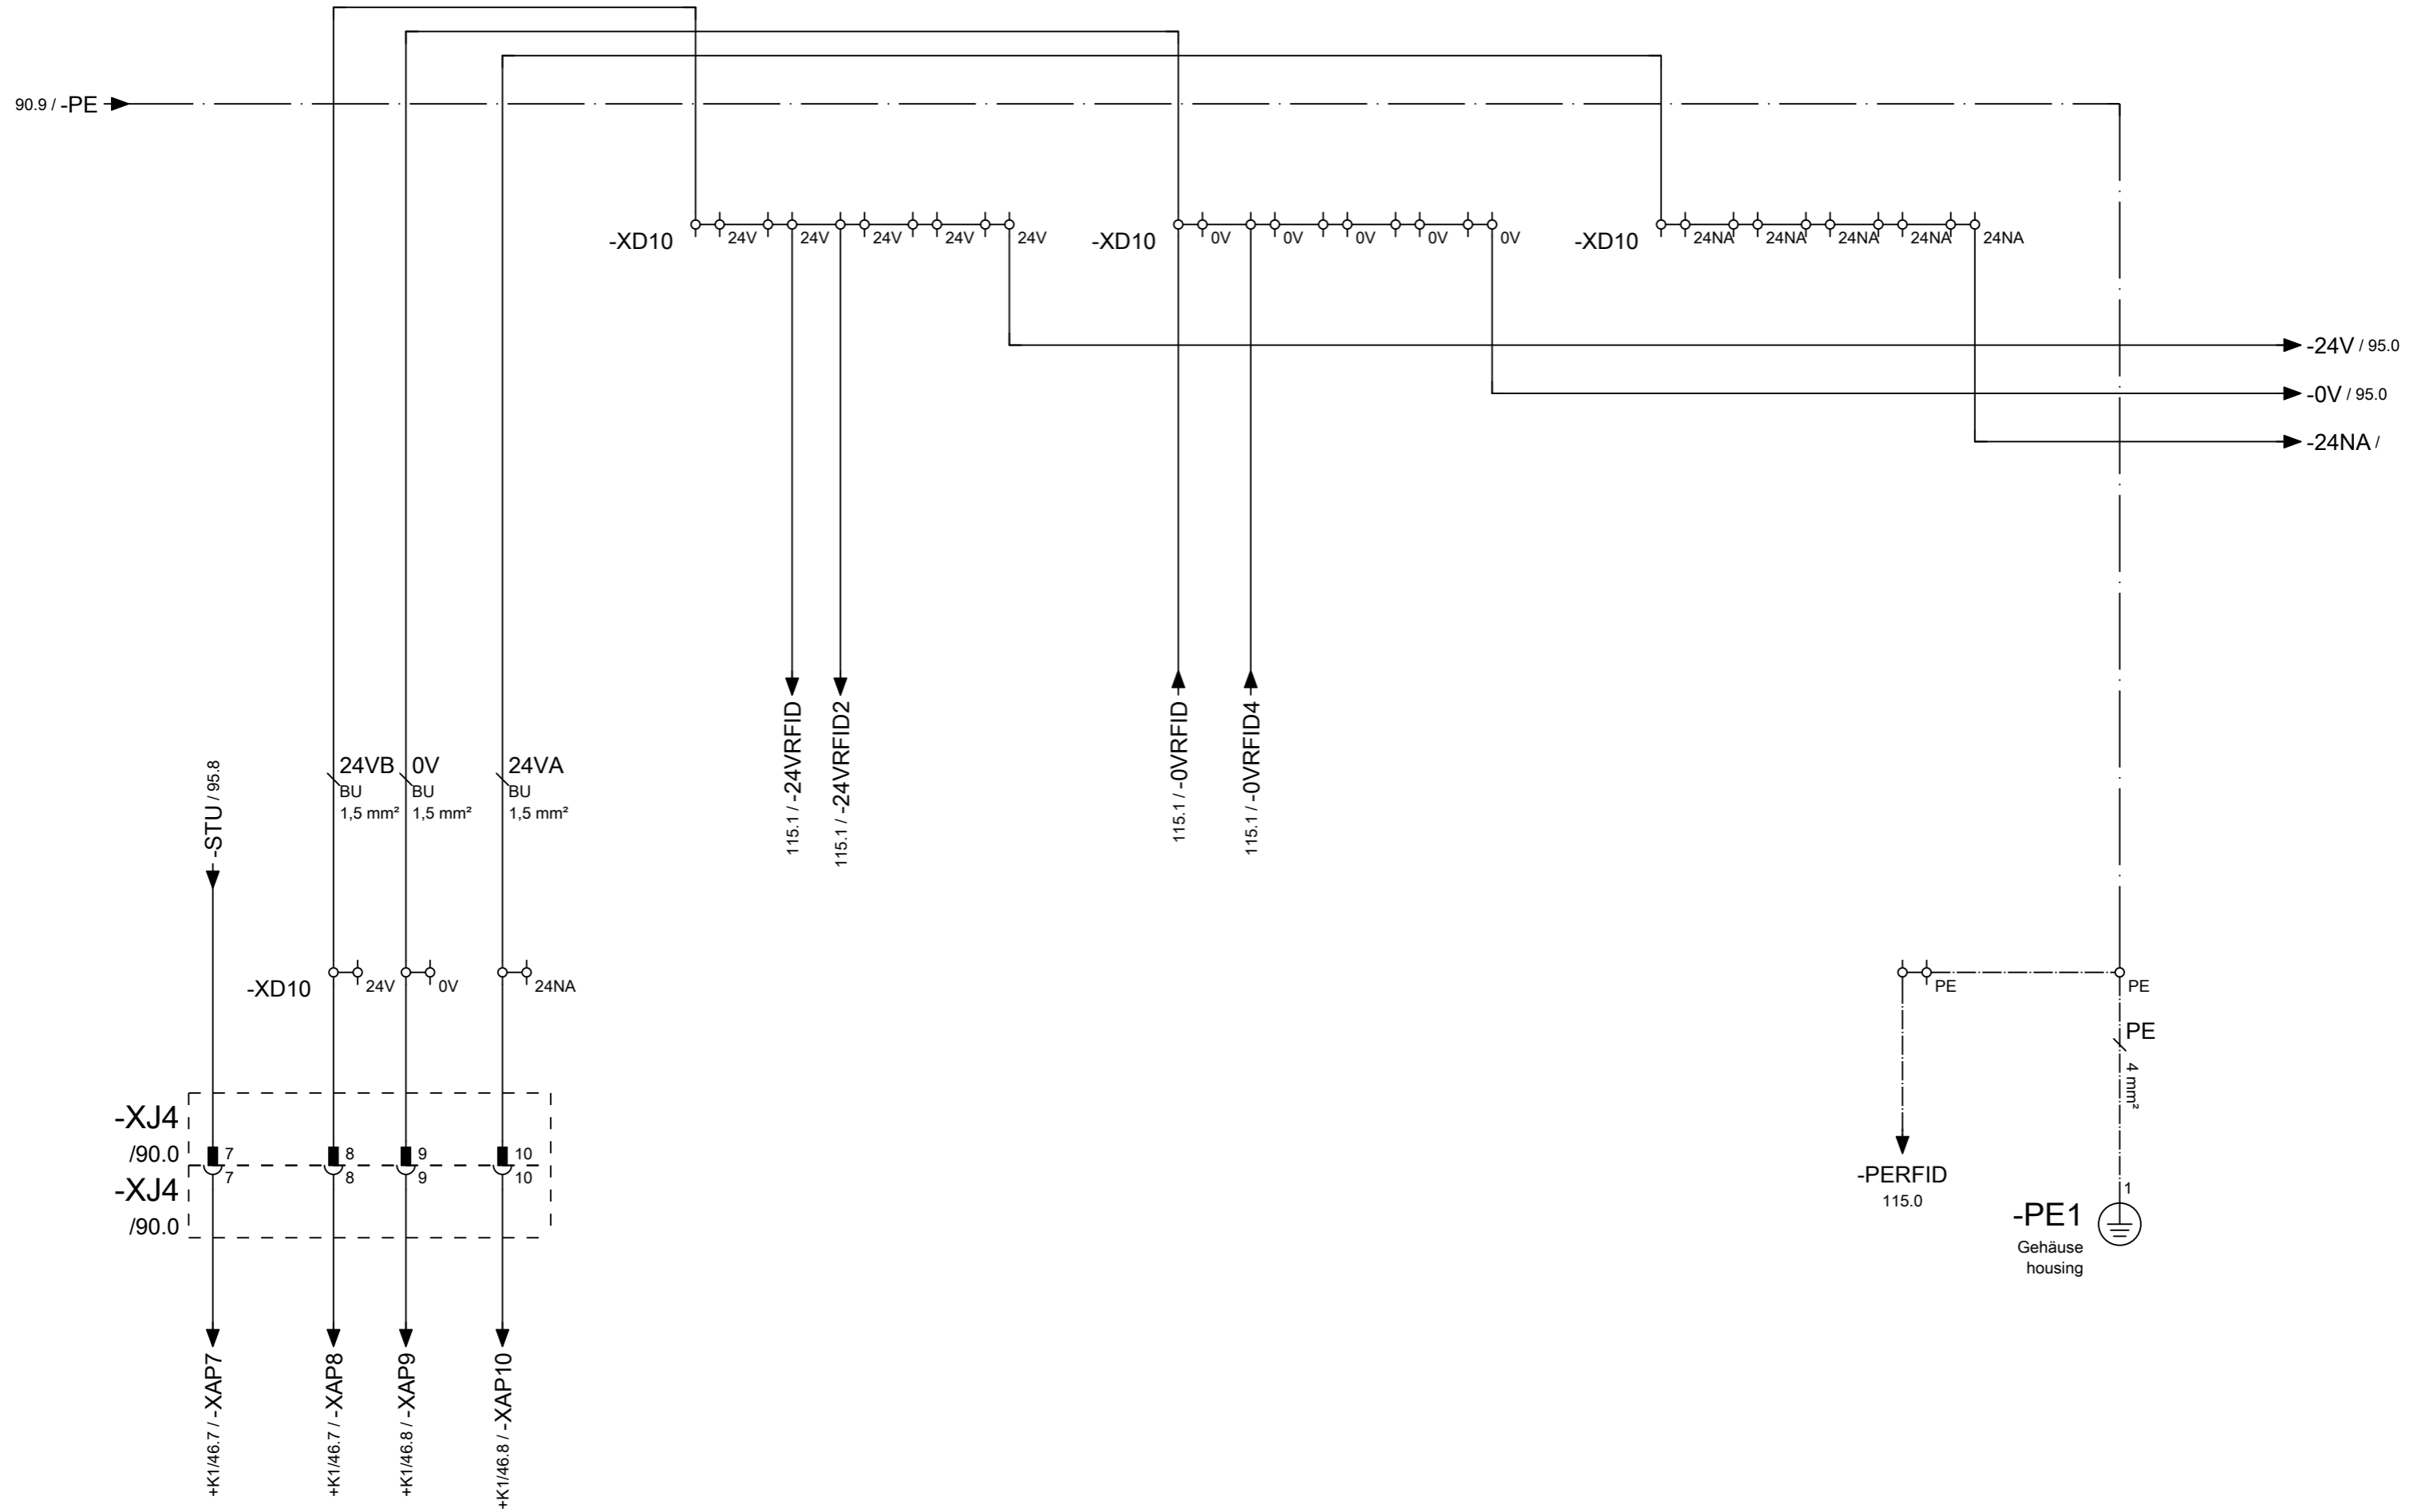 90.9 / -PE
-XD10 24V 24V 24V 24V 24V
-XD10 0V 0V 0V 0V 0V
-XD10 24NA 24NA 24NA 24NA 24NA
-24V / 95.0
-0V / 95.0
-24NA /
115.1 / -24VRFID
115.1 / -24VRFID2
115.1 / -0VRFID
115.1 / -0VRFID4
-STU / 95.8
24VB
BU
1,5 mm²
0V
BU
1,5 mm²
24VA
BU
1,5 mm²
-XD10 24V 0V 24NA
PE
PE
PE
4 mm²
-XJ4
/90.0
7 8 9 10
-XJ4
/90.0
7 8 9 10
-PERFID
115.0
1
-PE1
Gehäuse
housing
+K1/46.7 / -XAP7
+K1/46.7 / -XAP8
+K1/46.8 / -XAP9
+K1/46.8 / -XAP10